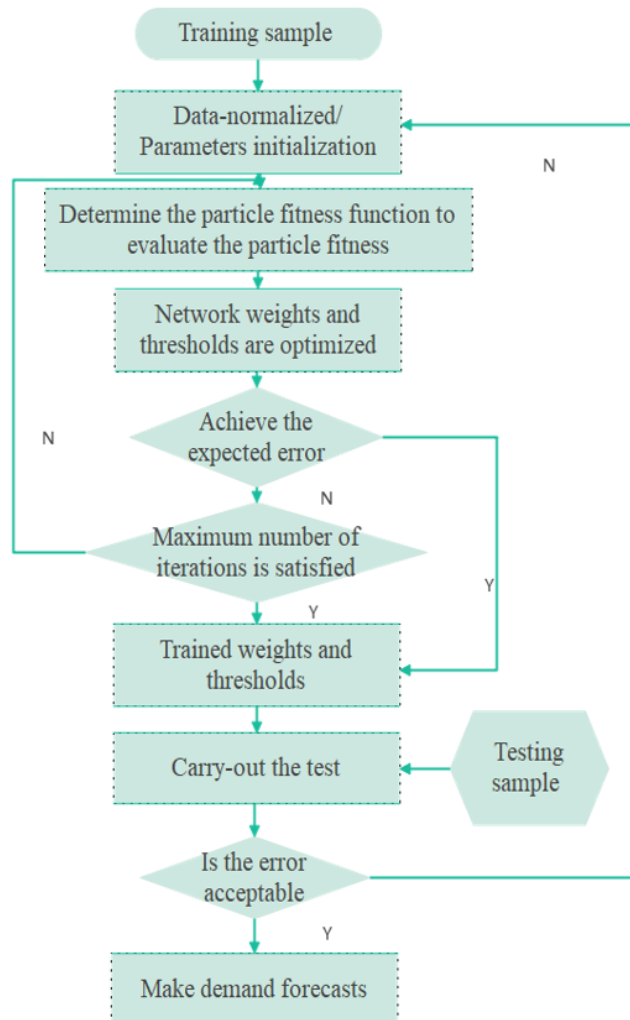 Training sample
Data-normalized/
Parameters initialization
N
Determine the particle fitness function to
evaluate the particle fitness
Network weights and
thresholds are optimized
Achieve the
expected error
N
N
Maximum number of
iterations is satisfied
Y
Y
Trained weights and
thresholds
Carry-out the test
Testing
sample
Is the error
acceptable
Y
Make demand forecasts